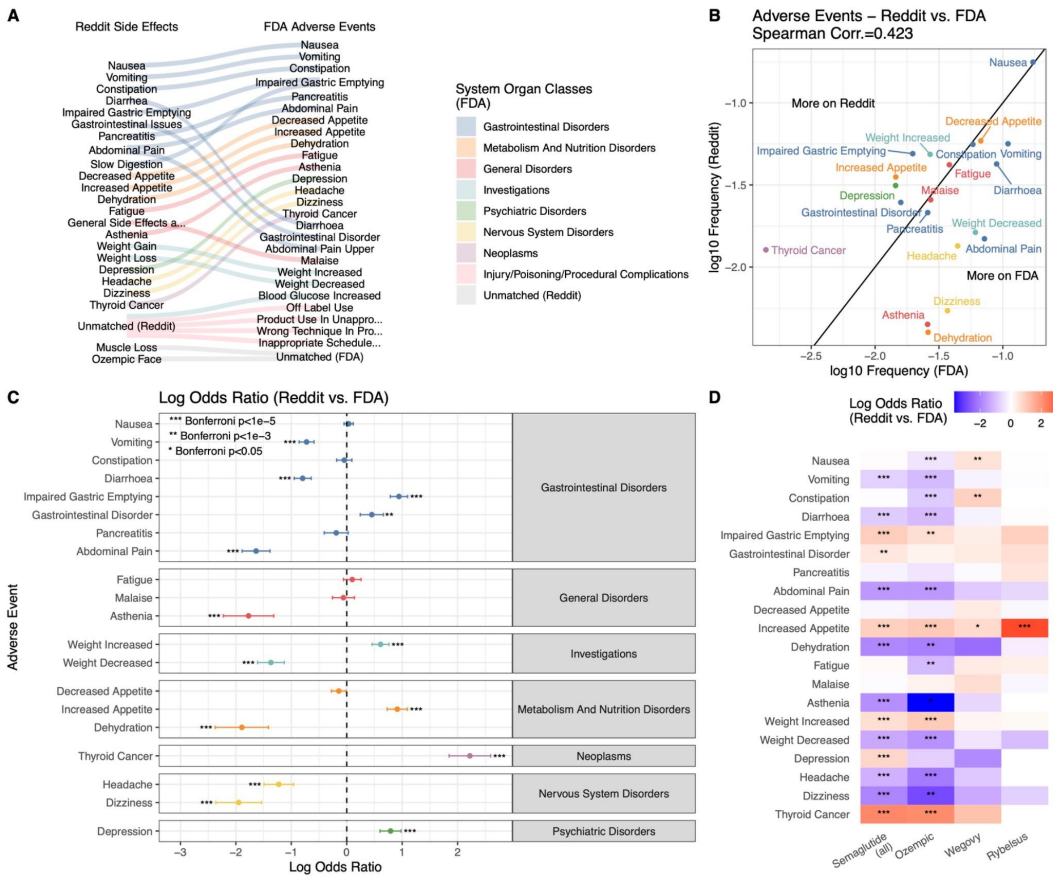 A
Reddit Side Effects
FDA Adverse Events
Nausea
Vomiting
Constipation
Diarrhea
Impaired Gastric Emptying
Gastrointestinal Issues
Pancreatitis
Abdominal Pain
Slow Digestion
Decreased Appetite
Increased Appetite
Dehydration
Fatigue
General Side Effects a...
Asthenia
Weight Gain
Weight Loss
Depression
Headache
Dizziness
Thyroid Cancer
Unmatched (Reddit)
Muscle Loss
Ozempic Face
Nausea
Vomiting
Constipation
Impaired Gastric Emptying
Pancreatitis
Abdominal Pain
Decreased Appetite
Increased Appetite
Dehydration
Fatigue
Asthenia
Depression
Headache
Dizziness
Thyroid Cancer
Diarrhoea
Gastrointestinal Disorder
Abdominal Pain Upper
Malaise
Weight Increased
Weight Decreased
Blood Glucose Increased
Off Label Use
Product Use In Unappro...
Wrong Technique In Pro...
Inappropriate Schedule...
Unmatched (FDA)
System Organ Classes
(FDA)
Gastrointestinal Disorders
Metabolism And Nutrition Disorders
General Disorders
Investigations
Psychiatric Disorders
Nervous System Disorders
Neoplasms
Injury/Poisoning/Procedural Complications
Unmatched (Reddit)
B
Adverse Events – Reddit vs. FDA
Spearman Corr.=0.423
log10 Frequency (Reddit)
−1.0
−1.5
−2.0
More on Reddit
Nausea
Decreased Appetite
Weight Increased
Impaired Gastric Emptying
Constipation
Vomiting
Increased Appetite
Fatigue
Depression
Malaise
Diarrhoea
Gastrointestinal Disorder
Pancreatitis
Weight Decreased
Thyroid Cancer
Headache
Abdominal Pain
More on FDA
Dizziness
Asthenia
Dehydration
−2.5
−2.0
−1.5
−1.0
log10 Frequency (FDA)
C
Log Odds Ratio (Reddit vs. FDA)
*** Bonferroni p<1e−5
** Bonferroni p<1e−3
* Bonferroni p<0.05
Adverse Event
Nausea
Vomiting ***
Constipation
Diarrhoea ***
Impaired Gastric Emptying ***
Gastrointestinal Disorder **
Pancreatitis
Abdominal Pain ***
Gastrointestinal Disorders
Fatigue
Malaise
Asthenia ***
General Disorders
Weight Increased ***
Weight Decreased ***
Investigations
Decreased Appetite
Increased Appetite ***
Dehydration ***
Metabolism And Nutrition Disorders
Thyroid Cancer ***
Neoplasms
Headache ***
Dizziness ***
Nervous System Disorders
Depression ***
Psychiatric Disorders
−3
−2
−1
0
1
2
Log Odds Ratio
D
Log Odds Ratio
(Reddit vs. FDA)
−2 0 2
Nausea *** **
Vomiting *** ***
Constipation *** **
Diarrhoea *** ***
Impaired Gastric Emptying *** **
Gastrointestinal Disorder **
Pancreatitis
Abdominal Pain *** ***
Decreased Appetite
Increased Appetite *** *** * ***
Dehydration *** **
Fatigue **
Malaise
Asthenia *** *
Weight Increased *** ***
Weight Decreased *** ***
Depression ***
Headache *** ***
Dizziness *** **
Thyroid Cancer *** ***
Semaglutide
(all)
Ozempic
Wegovy
Rybelsus